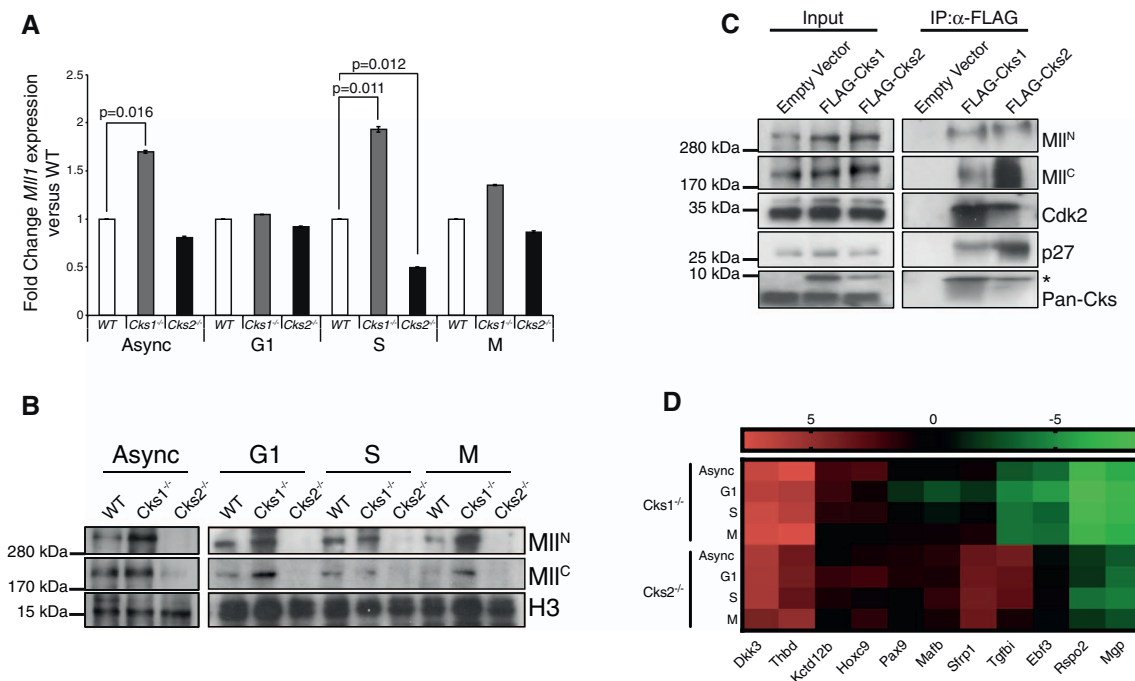 A
Fold Change Mll1 expression
versus WT
2.5
2
1.5
1
0.5
0
p=0.016
p=0.012
p=0.011
WT Cks1-/- Cks2-/- WT Cks1-/- Cks2-/- WT Cks1-/- Cks2-/- WT Cks1-/- Cks2-/-
Async G1 S M
B
Async G1 S M
WT Cks1-/- Cks2-/- WT Cks1-/- Cks2-/- WT Cks1-/- Cks2-/- WT Cks1-/- Cks2-/-
280 kDa MllN
170 kDa MllC
15 kDa H3
C
Input IP:α-FLAG
Empty Vector FLAG-Cks1 FLAG-Cks2 Empty Vector FLAG-Cks1 FLAG-Cks2
280 kDa MllN
170 kDa MllC
35 kDa Cdk2
25 kDa p27
10 kDa *
Pan-Cks
D
5 0 -5
Cks1-/-
Async
G1
S
M
Cks2-/-
Async
G1
S
M
Dkk3 Thbd Kctd12b Hoxc9 Pax9 Mafb Sfrp1 Tgfbi Ebf3 Rspo2 Mgp